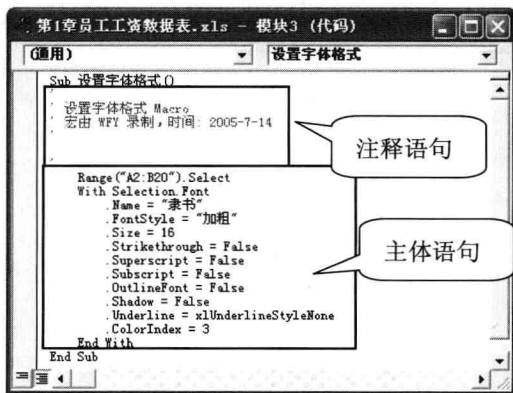 第1章员工工资数据表.xls - 模块3 (代码)
(通用)
设置字体格式
Sub 设置字体格式()
'
' 设置字体格式 Macro
' 宏由 WFY 录制，时间: 2005-7-14
'
'
注释语句
Range("A2:B20").Select
With Selection.Font
.Name = "隶书"
.FontStyle = "加粗"
.Size = 16
.Strikethrough = False
.Superscript = False
.Subscript = False
.OutlineFont = False
.Shadow = False
.Underline = xlUnderlineStyleNone
.ColorIndex = 3
End With
End Sub
主体语句